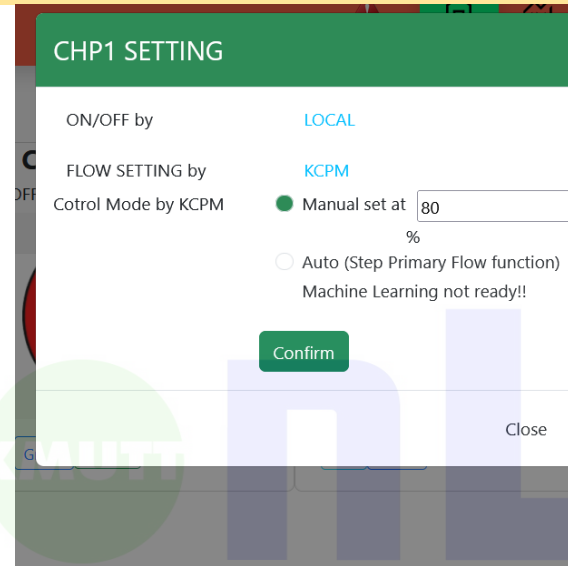 CHP1 SETTING
ON/OFF by LOCAL
FLOW SETTING by KCPM
Cotrol Mode by KCPM Manual set at 80
%
Auto (Step Primary Flow function)
Machine Learning not ready!!
Confirm
Close
KMUTT nL